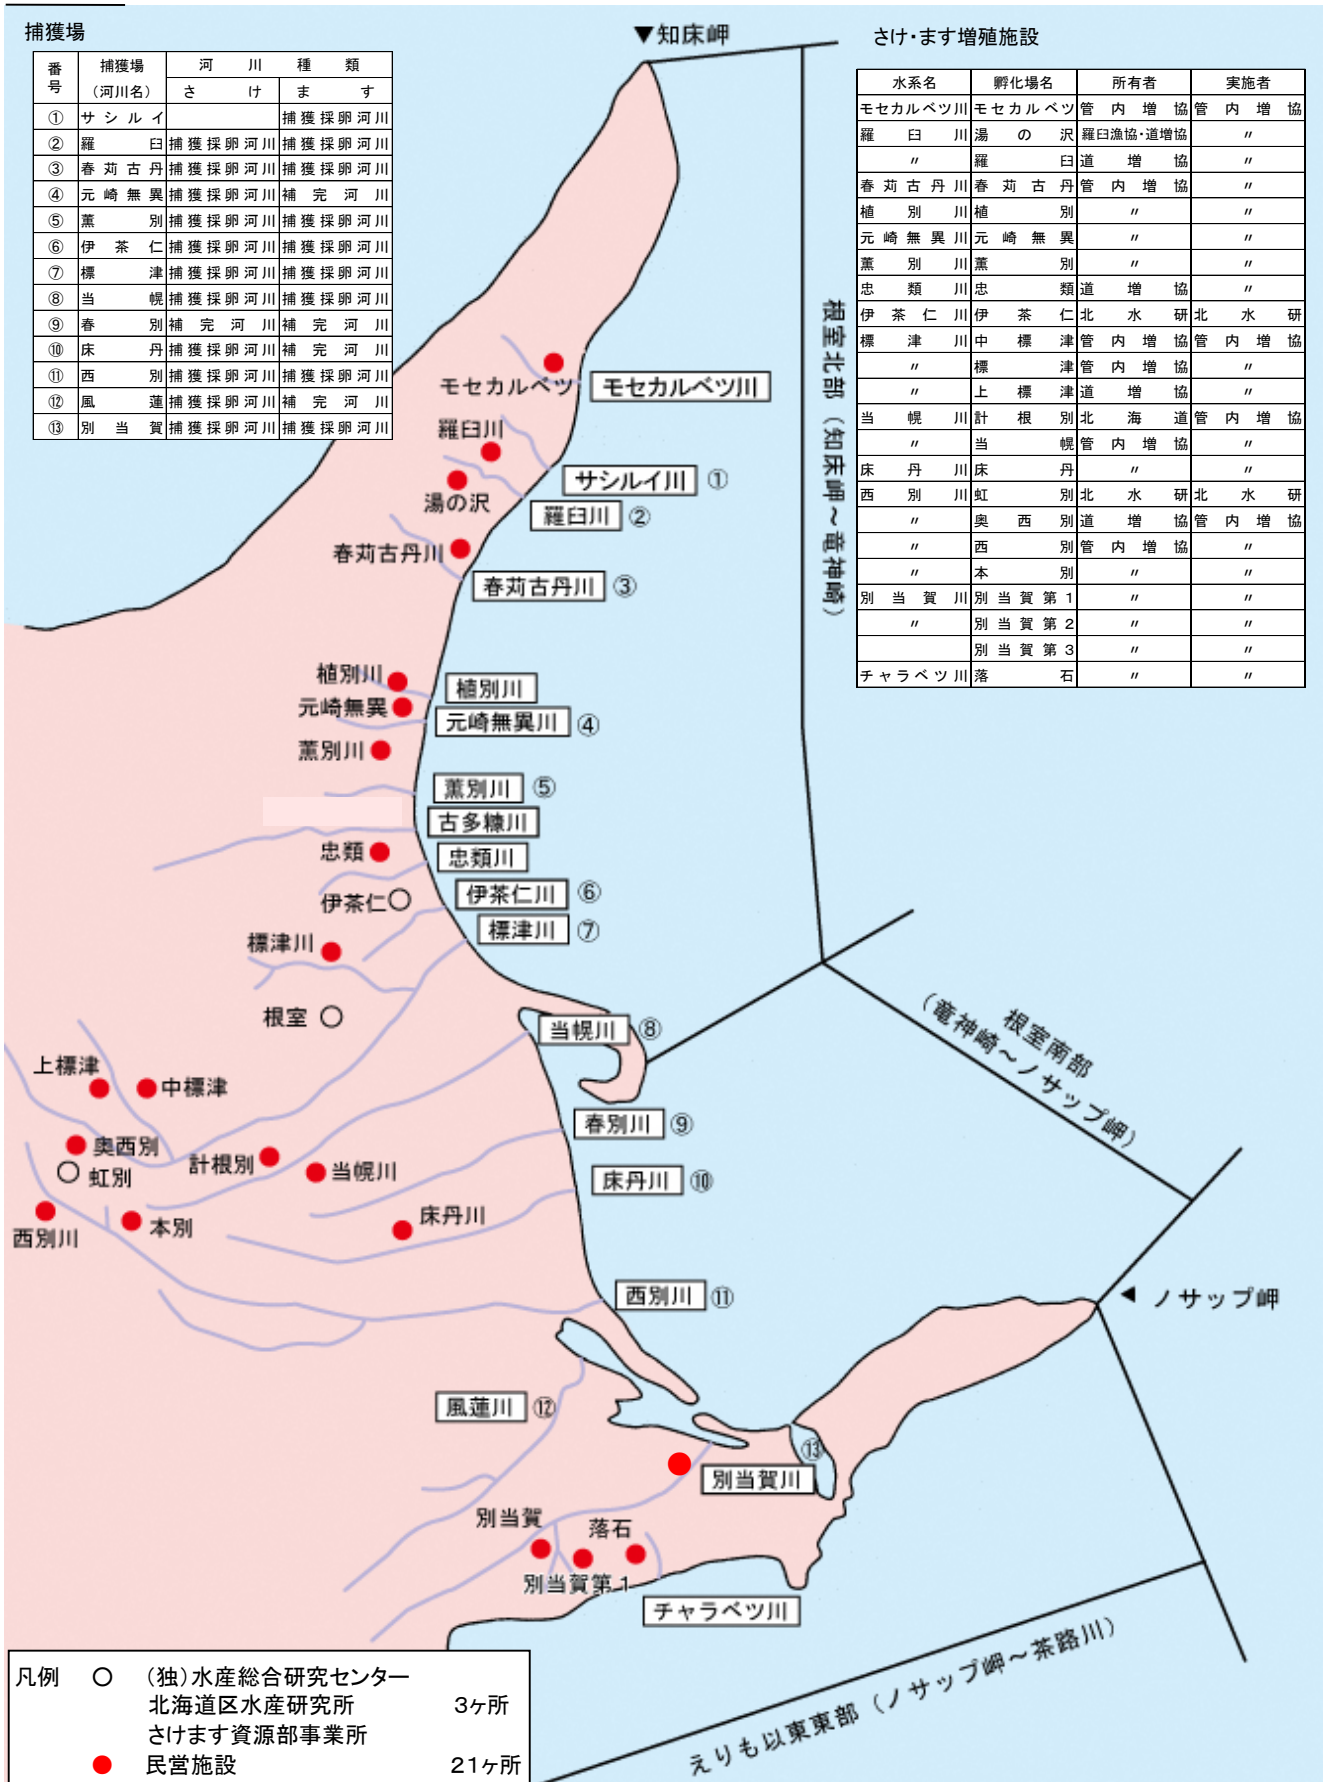 捕獲場
番号 捕獲場（河川名） 河川種類
さけ ます
① サシルイ 捕獲採卵河川
② 羅臼 捕獲採卵河川 捕獲採卵河川
③ 春苅古丹 捕獲採卵河川 捕獲採卵河川
④ 元崎無異 捕獲採卵河川 補完河川
⑤ 薫別 捕獲採卵河川 捕獲採卵河川
⑥ 伊茶仁 捕獲採卵河川 捕獲採卵河川
⑦ 標津 捕獲採卵河川 捕獲採卵河川
⑧ 当幌 捕獲採卵河川 捕獲採卵河川
⑨ 春別 補完河川 補完河川
⑩ 床丹 捕獲採卵河川 補完河川
⑪ 西別 捕獲採卵河川 捕獲採卵河川
⑫ 風蓮 捕獲採卵河川 補完河川
⑬ 別当賀 捕獲採卵河川 捕獲採卵河川
▼知床岬
さけ・ます増殖施設
水系名 孵化場名 所有者 実施者
モセカルベツ川 モセカルベツ 管内増協 管内増協
羅臼川 湯の沢 羅臼漁協・道増協 〃
〃 羅臼 道増協 〃
春苅古丹川 春苅古丹 管内増協 〃
植別川 植別 〃 〃
元崎無異川 元崎無異 〃 〃
薫別川 薫別 〃 〃
忠類川 忠類 道増協 〃
伊茶仁川 伊茶仁 北水研 北水研
標津川 中標津 管内増協 管内増協
〃 標津 管内増協 〃
〃 上標津 道増協 〃
当幌川 計根別 北海道 管内増協
〃 当幌 管内増協 〃
床丹川 床丹 〃 〃
西別川 虹別 北水研 北水研
〃 奥西別 道増協 管内増協
〃 西別 管内増協 〃
〃 本別 〃 〃
別当賀川 別当賀第1 〃 〃
〃 別当賀第2 〃 〃
別当賀第3 〃 〃
チャラベツ川 落石 〃 〃
根室北部（知床岬～竜神崎）
モセカルベツ
モセカルベツ川
羅臼川
サシルイ川 ①
湯の沢
羅臼川 ②
春苅古丹川
春苅古丹川 ③
植別川
植別川
元崎無異
元崎無異川 ④
薫別川
薫別川 ⑤
古多糠川
忠類
忠類川
伊茶仁
伊茶仁川 ⑥
標津川
標津川 ⑦
根室
当幌川 ⑧
根室南部
（竜神崎～ノサップ岬）
上標津
中標津
春別川 ⑨
奥西別
虹別
計根別
当幌川
床丹川 ⑩
西別川
本別
床丹川
西別川 ⑪
◀ ノサップ岬
風蓮川 ⑫
⑬
別当賀川
別当賀
落石
別当賀第1
チャラベツ川
えりも以東東部（ノサップ岬～茶路川）
凡例 ○ （独）水産総合研究センター
北海道区水産研究所 3ヶ所
さけます資源部事業所
● 民営施設 21ヶ所